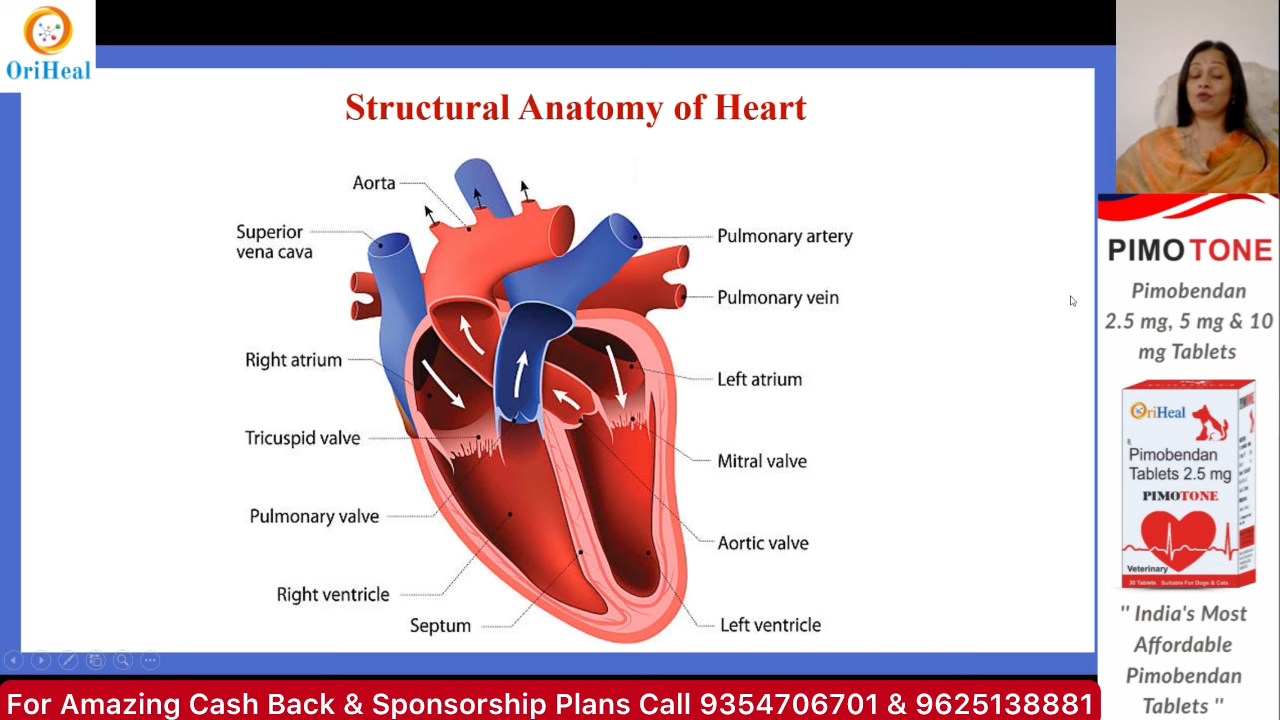 OriHeal
Structural Anatomy of Heart
Aorta
Superior
vena cava
Right atrium
Tricuspid valve
Pulmonary valve
Right ventricle
Septum
Pulmonary artery
Pulmonary vein
Left atrium
Mitral valve
Aortic valve
Left ventricle
PIMOTONE
Pimobendan
2.5 mg, 5 mg & 10
mg Tablets
OriHeal
Pimobendan
Tablets 2.5 mg
PIMOTONE
Veterinary
30 Tablets Suitable For Dogs & Cats
" India's Most
Affordable
Pimobendan
Tablets "
For Amazing Cash Back & Sponsorship Plans Call 9354706701 & 9625138881